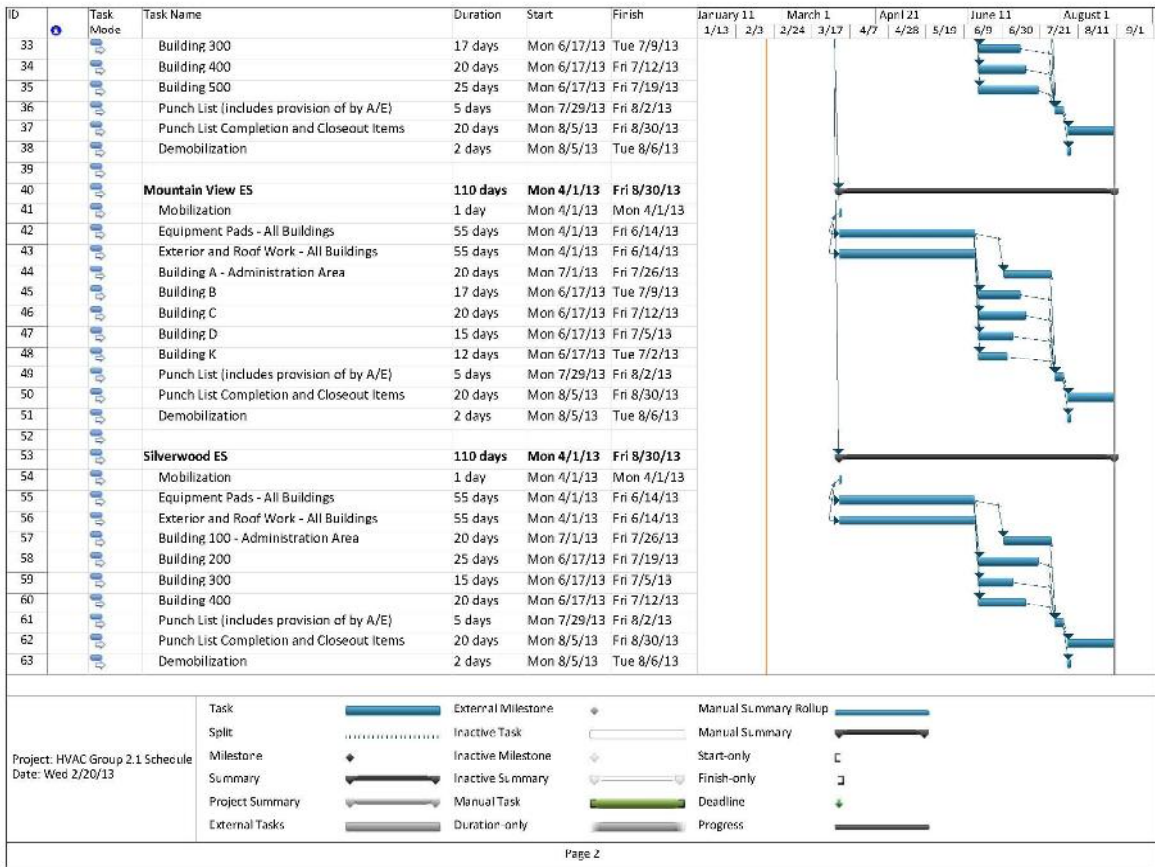 ID Task Mode Task Name Duration Start Finish January 11 March 1 April 21 June 11 August 1
1/13 2/3 2/24 3/17 4/7 4/28 5/19 6/9 6/30 7/21 8/11 9/1
33 Building 300 17 days Mon 6/17/13 Tue 7/9/13
34 Building 400 20 days Mon 6/17/13 Fri 7/12/13
35 Building 500 25 days Mon 6/17/13 Fri 7/19/13
36 Punch List (includes provision of by A/E) 5 days Mon 7/29/13 Fri 8/2/13
37 Punch List Completion and Closeout Items 20 days Mon 8/5/13 Fri 8/30/13
38 Demobilization 2 days Mon 8/5/13 Tue 8/6/13
39
40 Mountain View ES 110 days Mon 4/1/13 Fri 8/30/13
41 Mobilization 1 day Mon 4/1/13 Mon 4/1/13
42 Equipment Pads - All Buildings 55 days Mon 4/1/13 Fri 6/14/13
43 Exterior and Roof Work - All Buildings 55 days Mon 4/1/13 Fri 6/14/13
44 Building A - Administration Area 20 days Mon 7/1/13 Fri 7/26/13
45 Building B 17 days Mon 6/17/13 Tue 7/9/13
46 Building C 20 days Mon 6/17/13 Fri 7/12/13
47 Building D 15 days Mon 6/17/13 Fri 7/5/13
48 Building K 12 days Mon 6/17/13 Tue 7/2/13
49 Punch List (includes provision of by A/E) 5 days Mon 7/29/13 Fri 8/2/13
50 Punch List Completion and Closeout Items 20 days Mon 8/5/13 Fri 8/30/13
51 Demobilization 2 days Mon 8/5/13 Tue 8/6/13
52
53 Silverwood ES 110 days Mon 4/1/13 Fri 8/30/13
54 Mobilization 1 day Mon 4/1/13 Mon 4/1/13
55 Equipment Pads - All Buildings 55 days Mon 4/1/13 Fri 6/14/13
56 Exterior and Roof Work - All Buildings 55 days Mon 4/1/13 Fri 6/14/13
57 Building 100 - Administration Area 20 days Mon 7/1/13 Fri 7/26/13
58 Building 200 25 days Mon 6/17/13 Fri 7/19/13
59 Building 300 15 days Mon 6/17/13 Fri 7/5/13
60 Building 400 20 days Mon 6/17/13 Fri 7/12/13
61 Punch List (includes provision of by A/E) 5 days Mon 7/29/13 Fri 8/2/13
62 Punch List Completion and Closeout Items 20 days Mon 8/5/13 Fri 8/30/13
63 Demobilization 2 days Mon 8/5/13 Tue 8/6/13
Project: HVAC Group 2.1 Schedule
Date: Wed 2/20/13
Task External Milestone Manual Summary Rollup
Split Inactive Task Manual Summary
Milestone Inactive Milestone Start-only
Summary Inactive Summary Finish-only
Project Summary Manual Task Deadline
External Tasks Duration-only Progress
Page 2